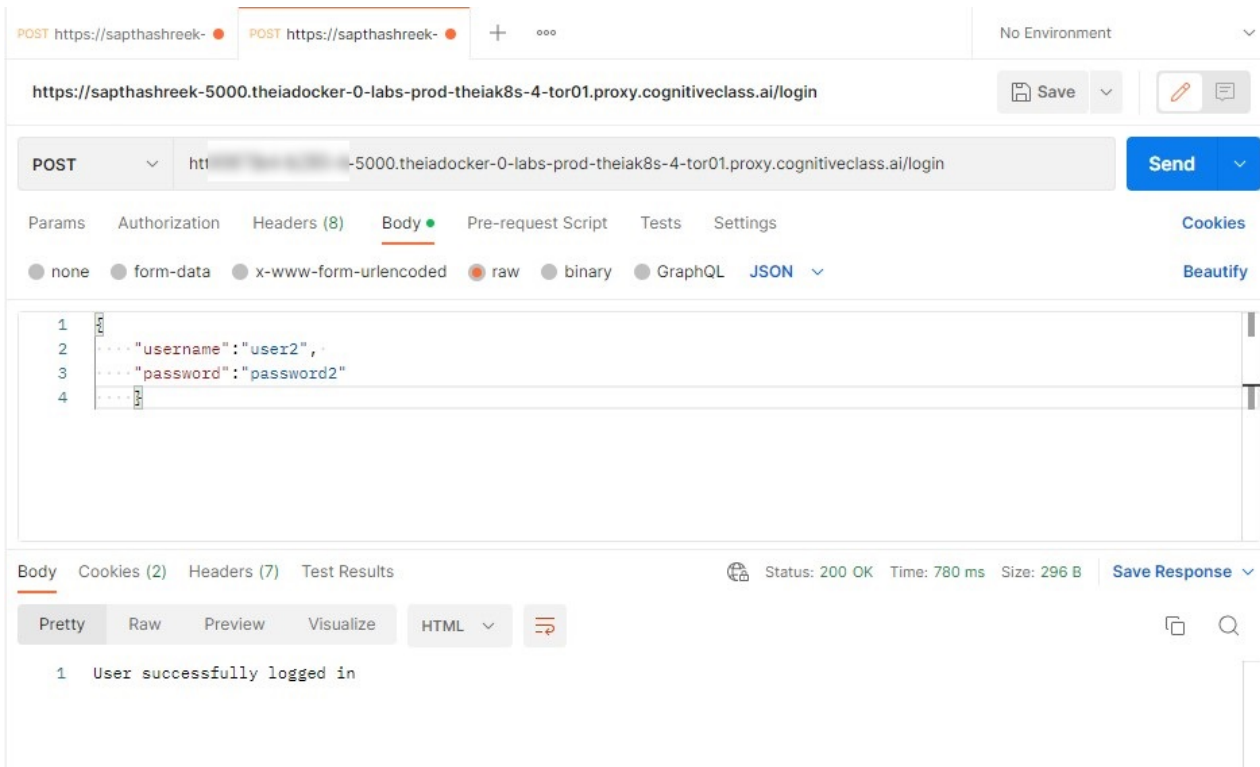 POST https://sapthashreek- POST https://sapthashreek- No Environment
https://sapthashreek-5000.theiadocker-0-labs-prod-theiak8s-4-tor01.proxy.cognitiveclass.ai/login Save
POST htt -5000.theiadocker-0-labs-prod-theiak8s-4-tor01.proxy.cognitiveclass.ai/login Send
Params Authorization Headers (8) Body Pre-request Script Tests Settings Cookies
none form-data x-www-form-urlencoded raw binary GraphQL JSON Beautify
1 {
2 "username":"user2",
3 "password":"password2"
4 }
Body Cookies (2) Headers (7) Test Results Status: 200 OK Time: 780 ms Size: 296 B Save Response
Pretty Raw Preview Visualize HTML
1 User successfully logged in